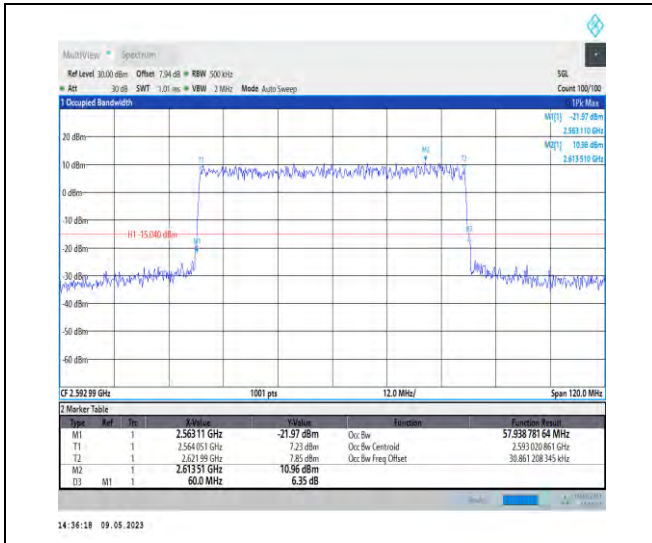 MultiView Spectrum
Ref Level 30.00 dBm Offset 7.94 dB RBW 500 kHz SGL
Att 30 dB SWT 1.01 ms VBW 2 MHz Mode Auto Sweep Count 100/100
1 Occupied Bandwidth 1Pk Max
M1[1] -21.97 dBm
2.563110 GHz
M2[1] 10.96 dBm
2.613510 GHz
20 dBm
M2
T1 T2
10 dBm
0 dBm
-10 dBm
H1 -15.040 dBm
M1
-20 dBm
-30 dBm
-40 dBm
-50 dBm
-60 dBm
CF 2.592 99 GHz 1001 pts 12.0 MHz/ Span 120.0 MHz
2 Marker Table
Type Ref Trc X-Value Y-Value Function Function Result
M1 1 2.563 11 GHz -21.97 dBm Occ Bw 57.938 781 64 MHz
T1 1 2.564 051 GHz 7.23 dBm Occ Bw Centroid 2.593 020 861 GHz
T2 1 2.621 99 GHz 7.85 dBm Occ Bw Freq Offset 30.861 208 345 kHz
M2 1 2.613 51 GHz 10.96 dBm
D3 M1 1 60.0 MHz 6.35 dB
14:36:18 09.05.2023